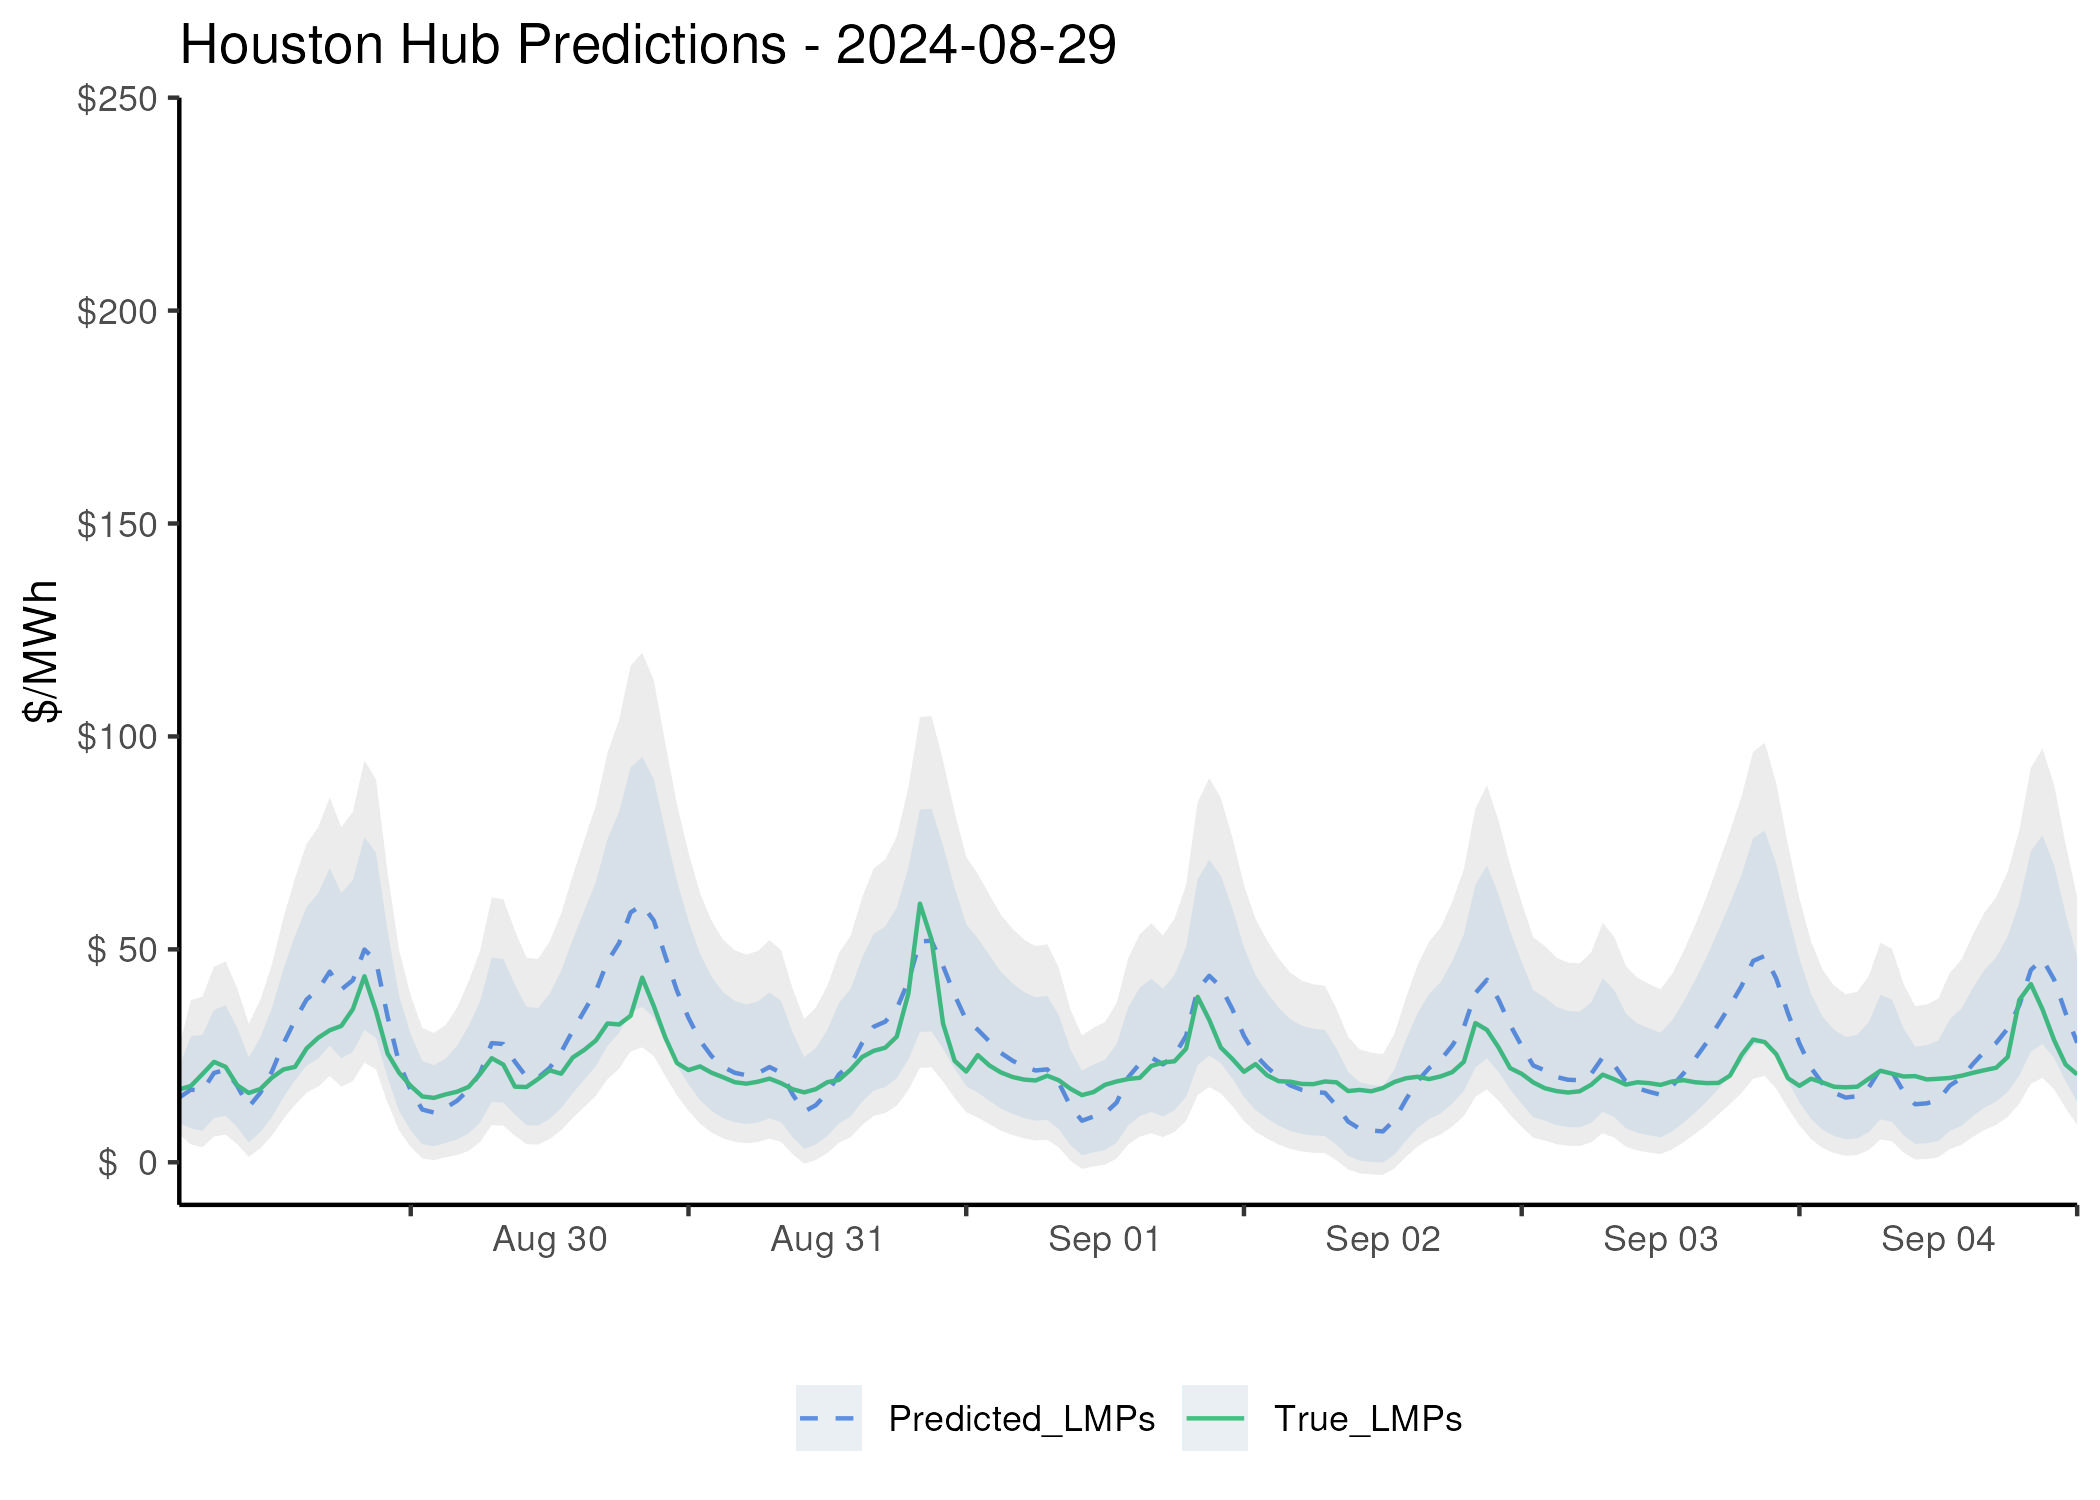 Houston Hub Predictions - 2024-08-29
$250
$200
$150
$100
$ 50
$  0
$/MWh
Aug 30 Aug 31 Sep 01 Sep 02 Sep 03 Sep 04
Predicted_LMPs True_LMPs